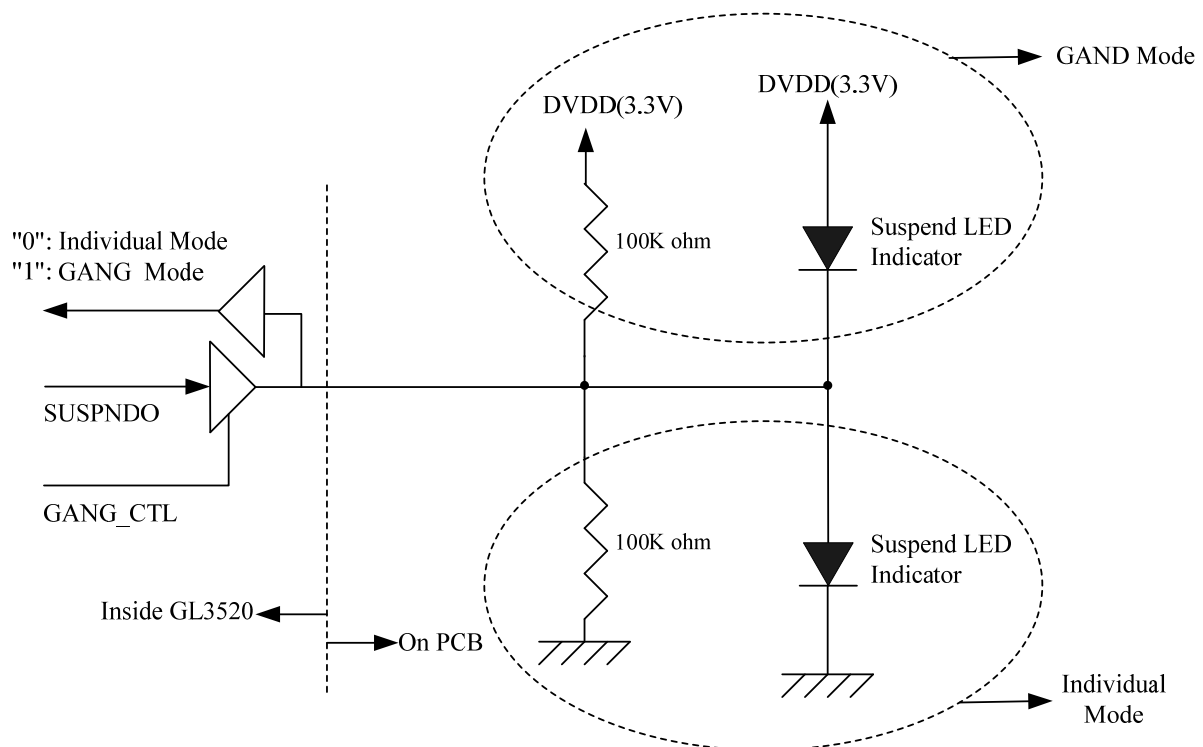 GAND Mode
DVDD(3.3V)
DVDD(3.3V)
"0": Individual Mode
"1": GANG Mode
100K ohm
Suspend LED
Indicator
SUSPNDO
GANG_CTL
100K ohm
Suspend LED
Indicator
Inside GL3520
On PCB
Individual
Mode